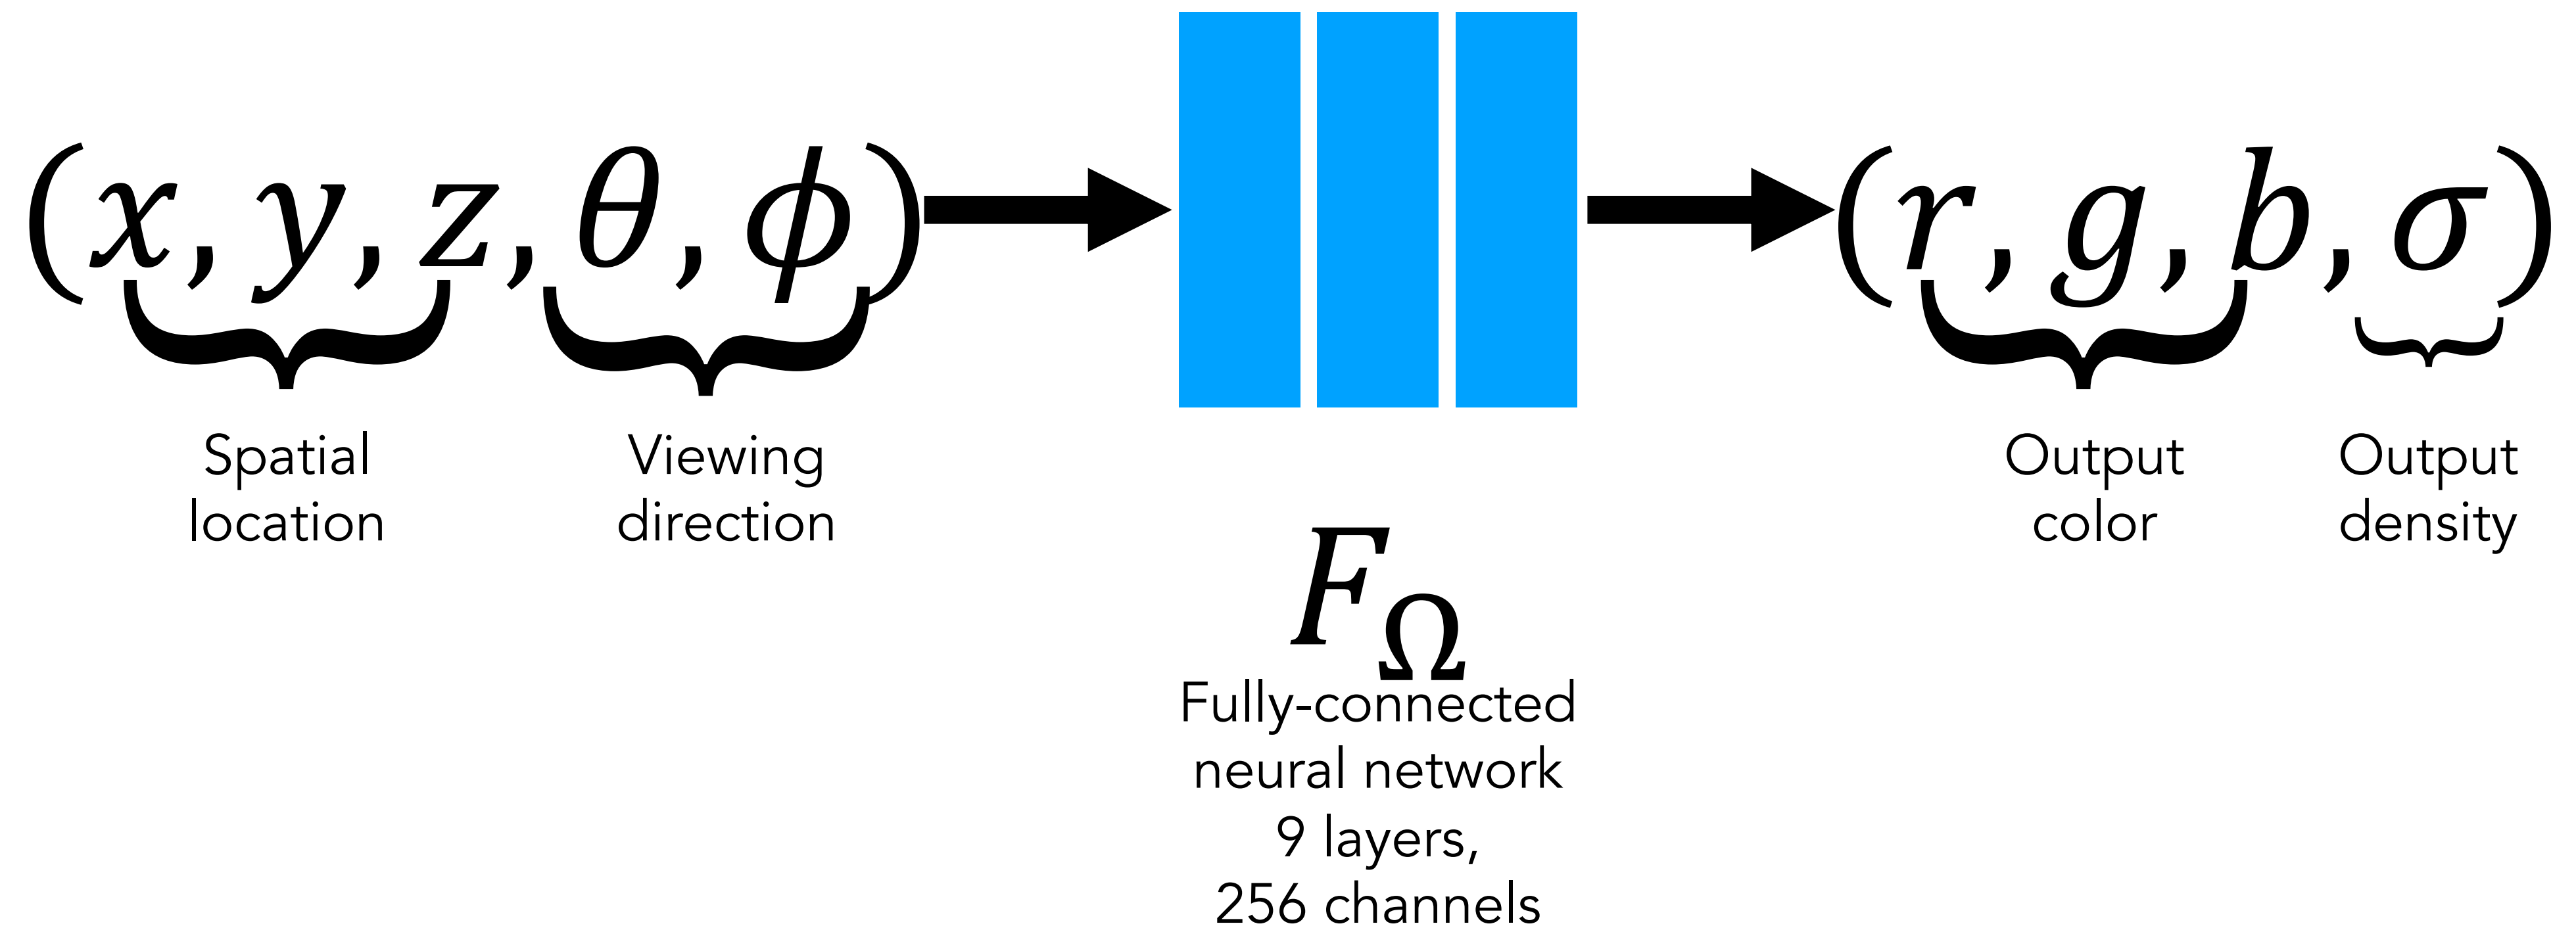 (x, y, z, θ, ϕ)
(r, g, b, σ)
Spatial
location
Viewing
direction
Output
color
Output
density
F_Ω
Fully-connected
neural network
9 layers,
256 channels